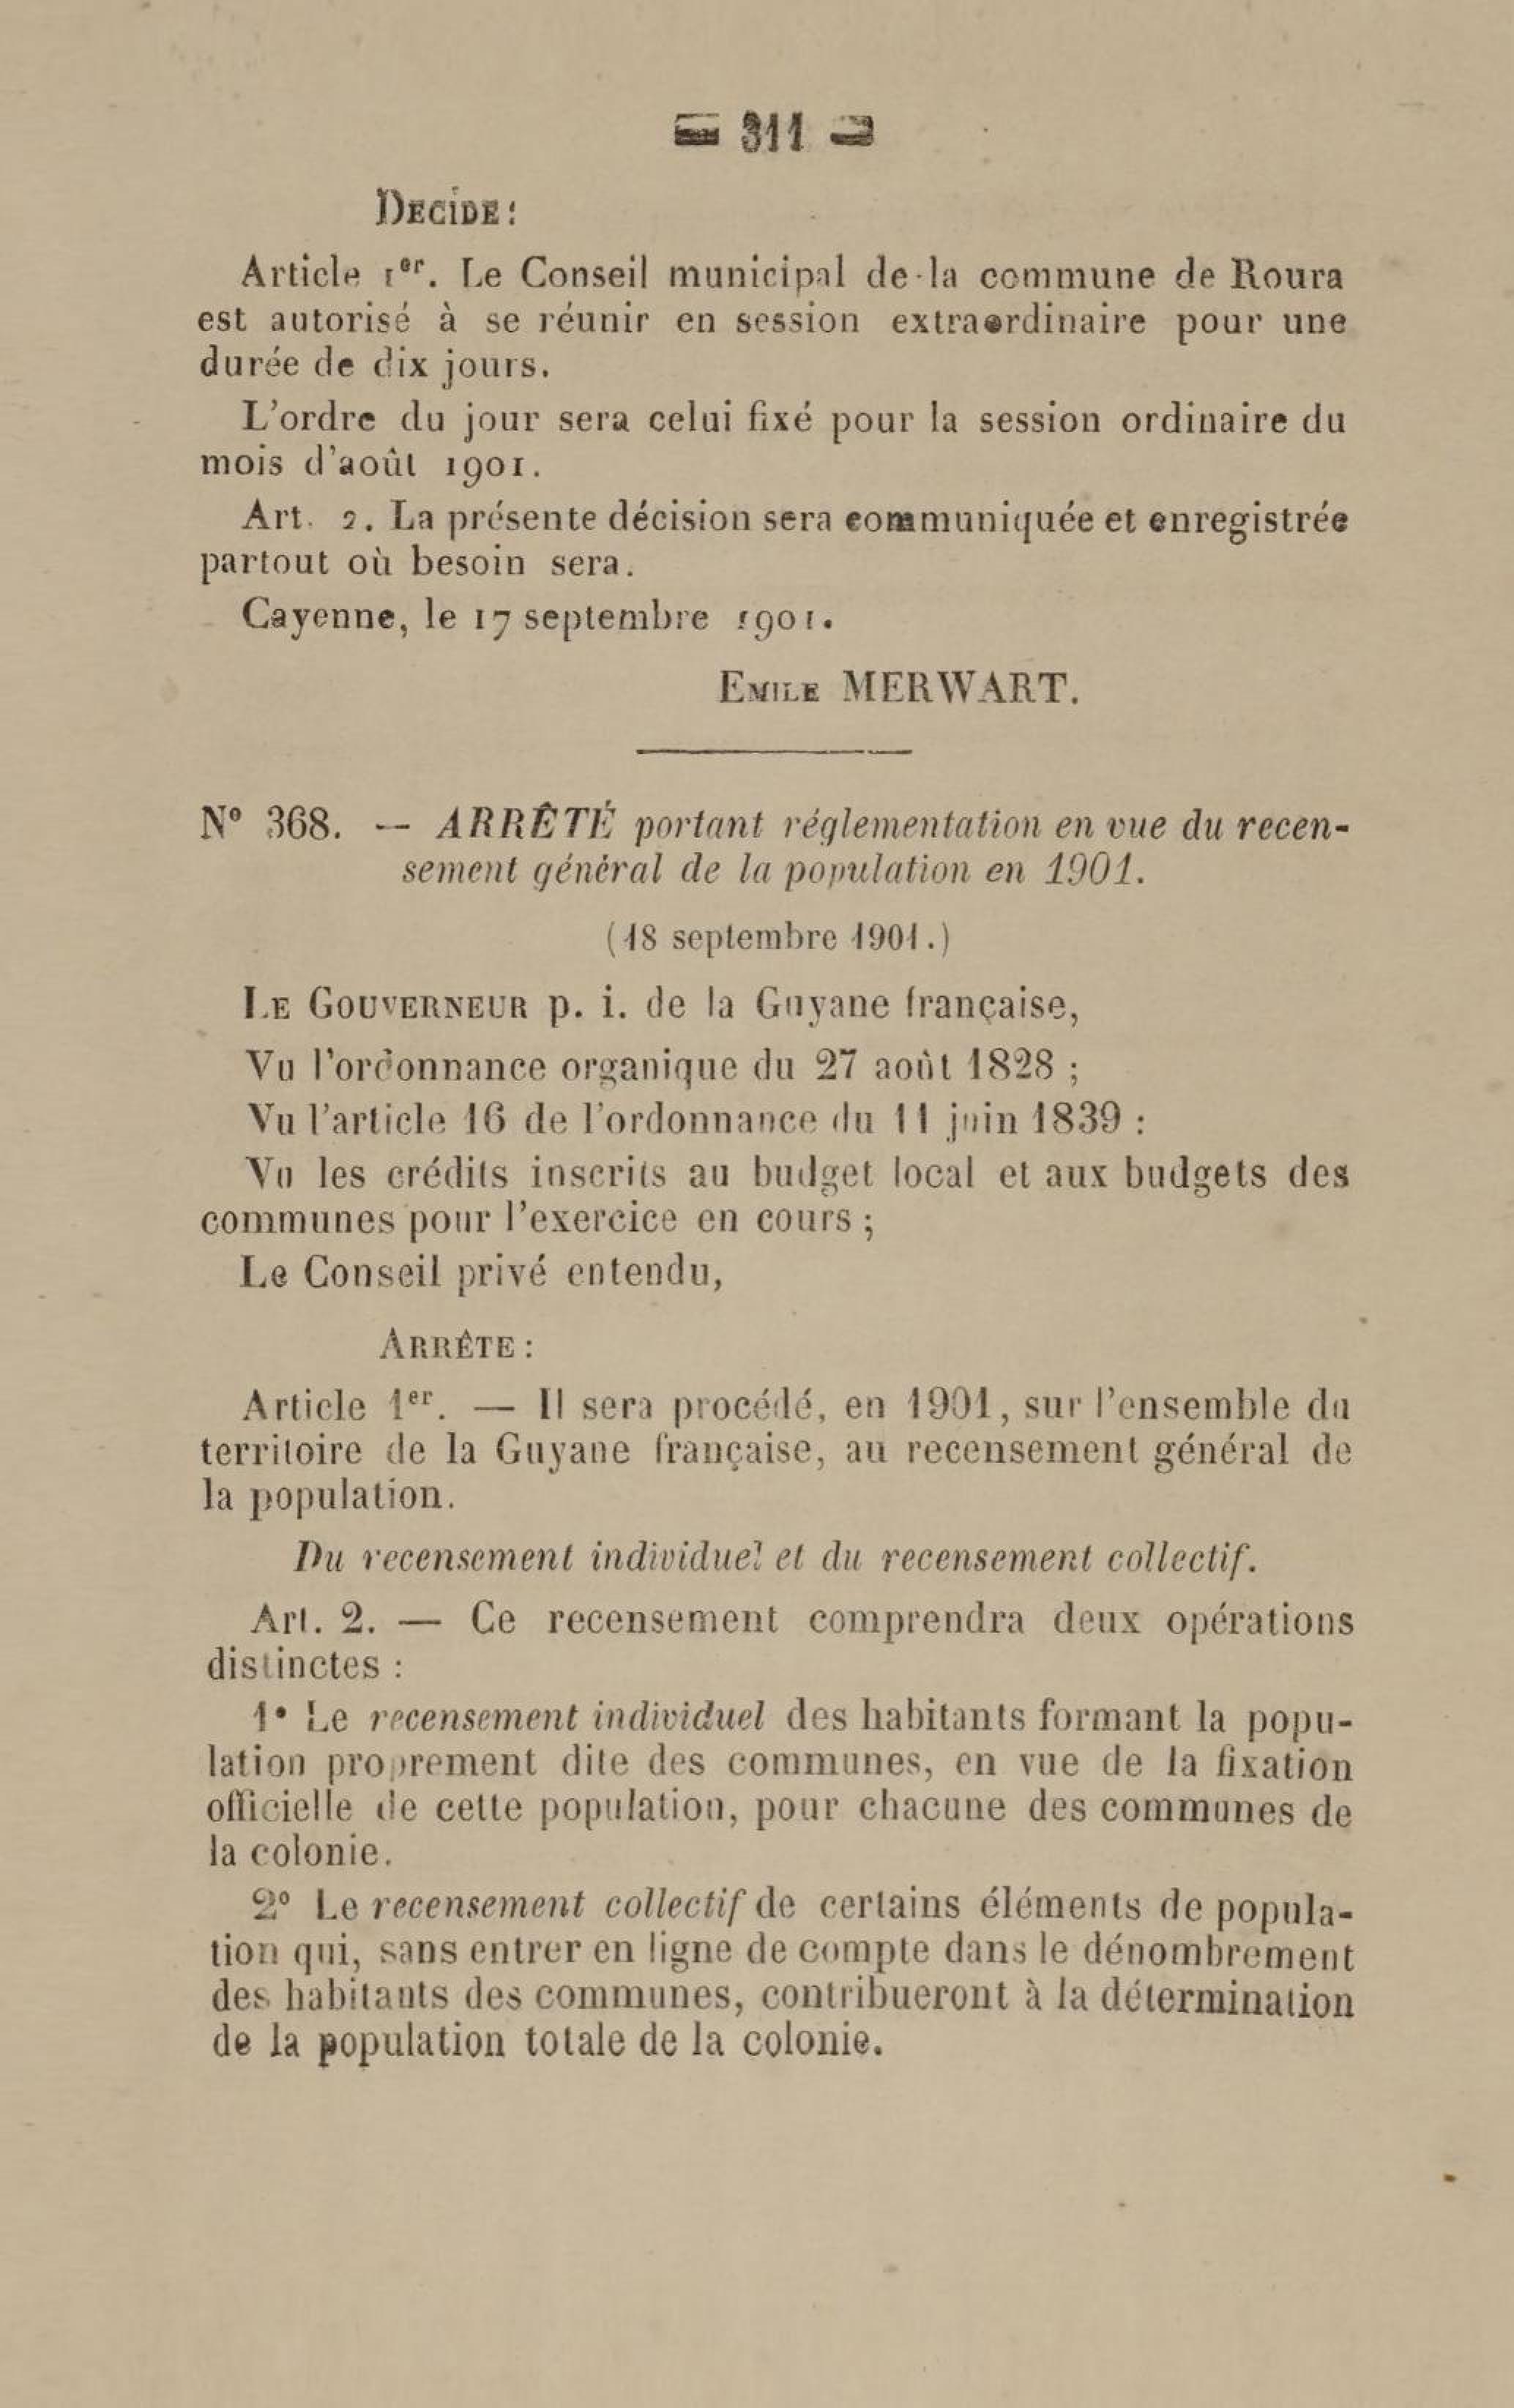 — 311 —
DÉCIDE :
Article 1er. Le Conseil municipal de la commune de Roura
est autorisé à se réunir en session extraordinaire pour une
durée de dix jours.
L'ordre du jour sera celui fixé pour la session ordinaire du
mois d'août 1901.
Art. 2. La présente décision sera communiquée et enregistrée
partout où besoin sera.
Cayenne, le 17 septembre 1901.
EMILE MERWART.
N° 368. — ARRÊTÉ portant réglementation en vue du recen-
sement général de la population en 1901.
(18 septembre 1901.)
LE GOUVERNEUR p. i. de la Guyane française,
Vu l'ordonnance organique du 27 août 1828 ;
Vu l'article 16 de l'ordonnance du 11 juin 1839 :
Vu les crédits inscrits au budget local et aux budgets des
communes pour l'exercice en cours ;
Le Conseil privé entendu,
ARRÊTE :
Article 1er. — Il sera procédé, en 1901, sur l'ensemble du
territoire de la Guyane française, au recensement général de
la population.
Du recensement individuel et du recensement collectif.
Art. 2. — Ce recensement comprendra deux opérations
distinctes :
1° Le recensement individuel des habitants formant la popu-
lation proprement dite des communes, en vue de la fixation
officielle de cette population, pour chacune des communes de
la colonie.
2° Le recensement collectif de certains éléments de popula-
tion qui, sans entrer en ligne de compte dans le dénombrement
des habitants des communes, contribueront à la détermination
de la population totale de la colonie.